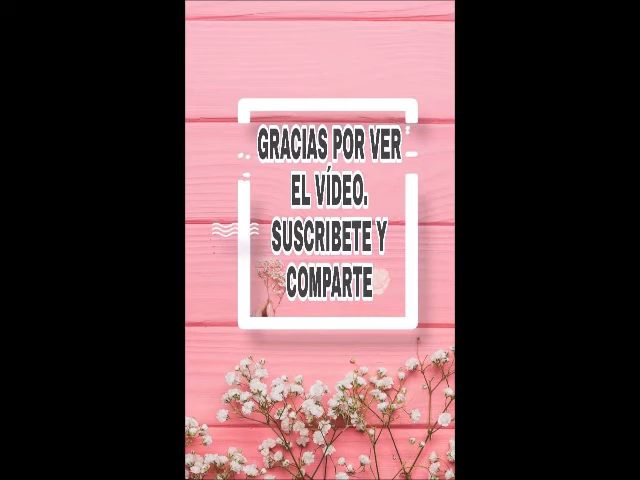 GRACIAS POR VER
EL VÍDEO.
SUSCRIBETE Y
COMPARTE